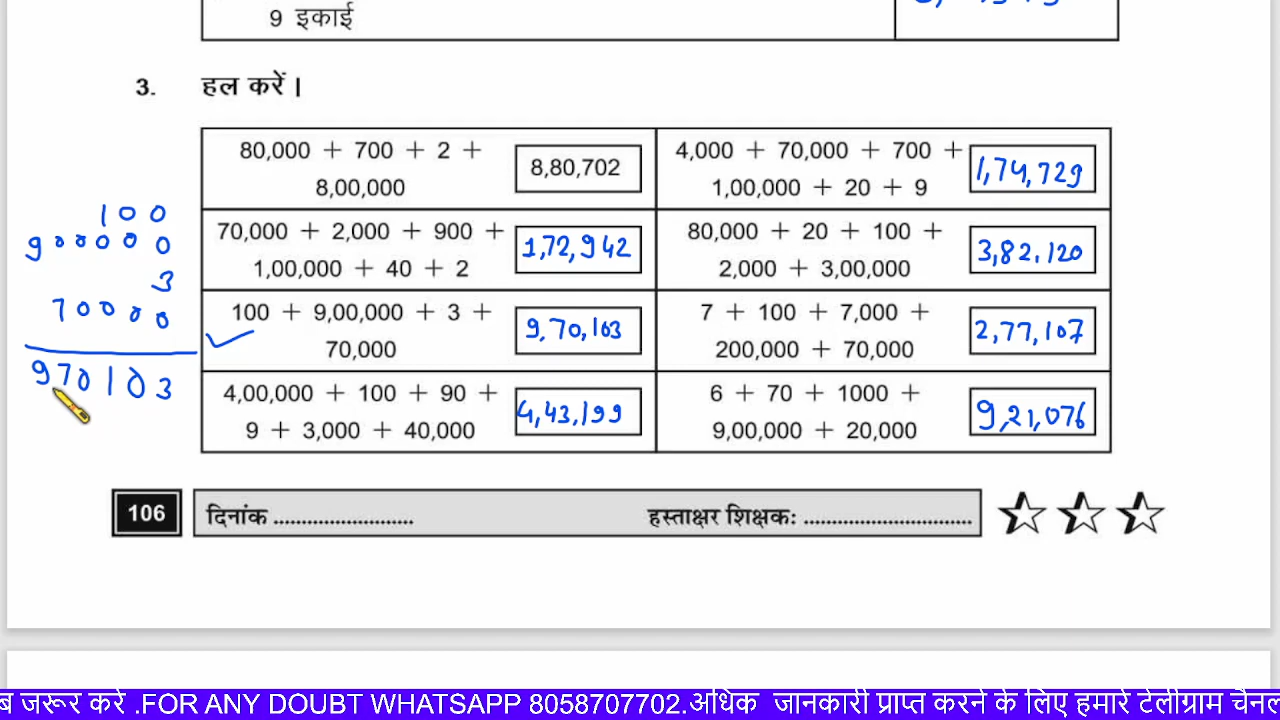 9 इकाई
3. हल करें ।
80,000 + 700 + 2 +
8,00,000
8,80,702
4,000 + 70,000 + 700 +
1,00,000 + 20 + 9
1,74,729
70,000 + 2,000 + 900 +
1,00,000 + 40 + 2
1,72,942
80,000 + 20 + 100 +
2,000 + 3,00,000
3,82,120
100 + 9,00,000 + 3 +
70,000
9,70,103
7 + 100 + 7,000 +
200,000 + 70,000
2,77,107
4,00,000 + 100 + 90 +
9 + 3,000 + 40,000
4,43,199
6 + 70 + 1000 +
9,00,000 + 20,000
9,21,076
100
900000
3
70000
970103
106
दिनांक ......................... हस्ताक्षर शिक्षकः ...............................
जरूर करे .FOR ANY DOUBT WHATSAPP 8058707702.अधिक जानकारी प्राप्त करने के लिए हमारे टेलीग्राम